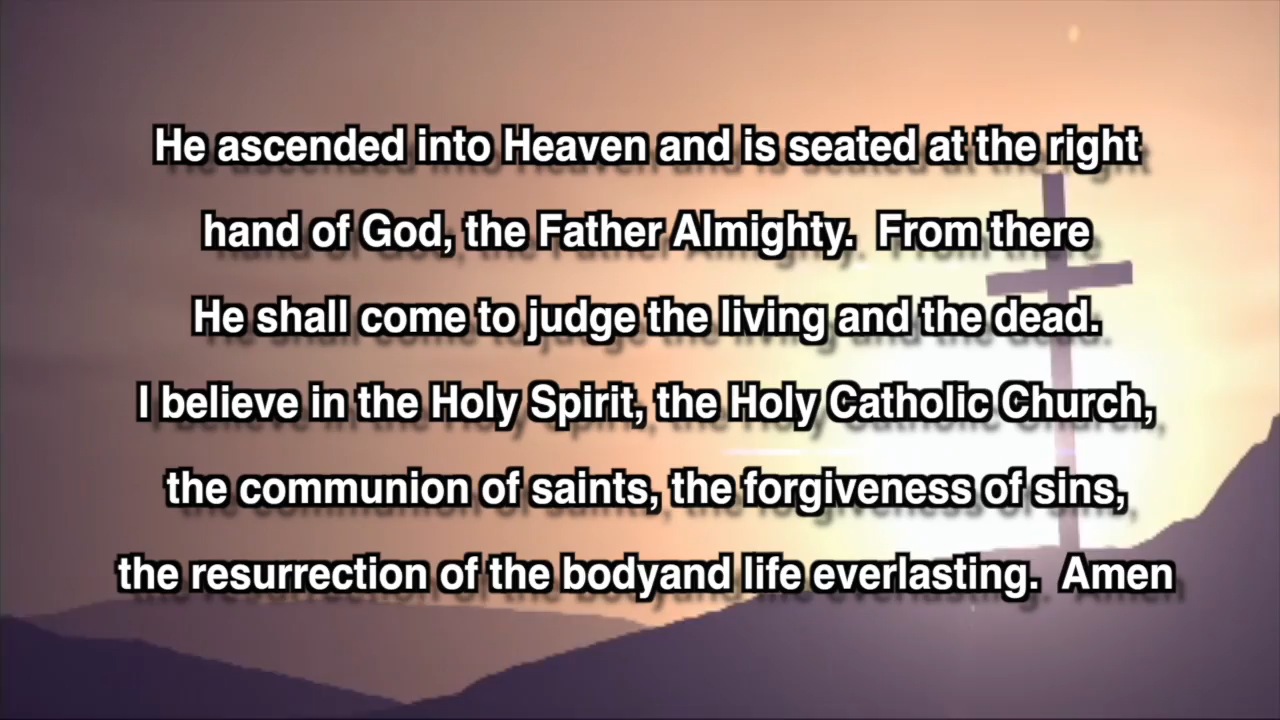 He ascended into Heaven and is seated at the right
hand of God, the Father Almighty.  From there
He shall come to judge the living and the dead.
I believe in the Holy Spirit, the Holy Catholic Church,
the communion of saints, the forgiveness of sins,
the resurrection of the bodyand life everlasting.  Amen